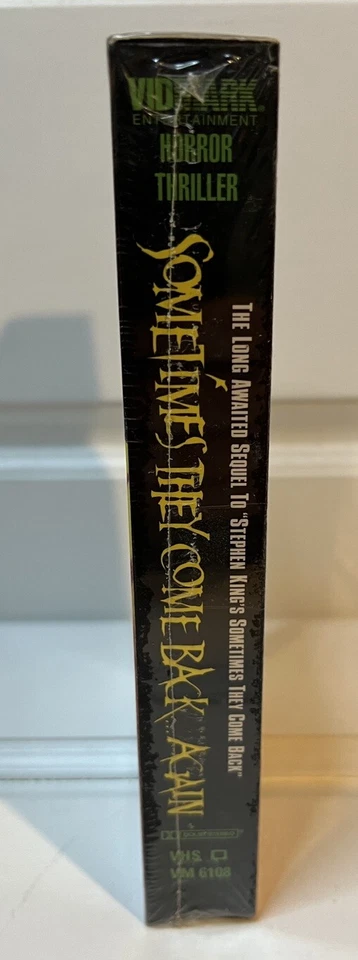 VIDMARK®
ENTERTAINMENT
HORROR
THRILLER
THE LONG AWAITED SEQUEL TO "STEPHEN KING'S SOMETIMES THEY COME BACK"
SOMETIMES THEY COME BACK... AGAIN
VHS
VM 6108